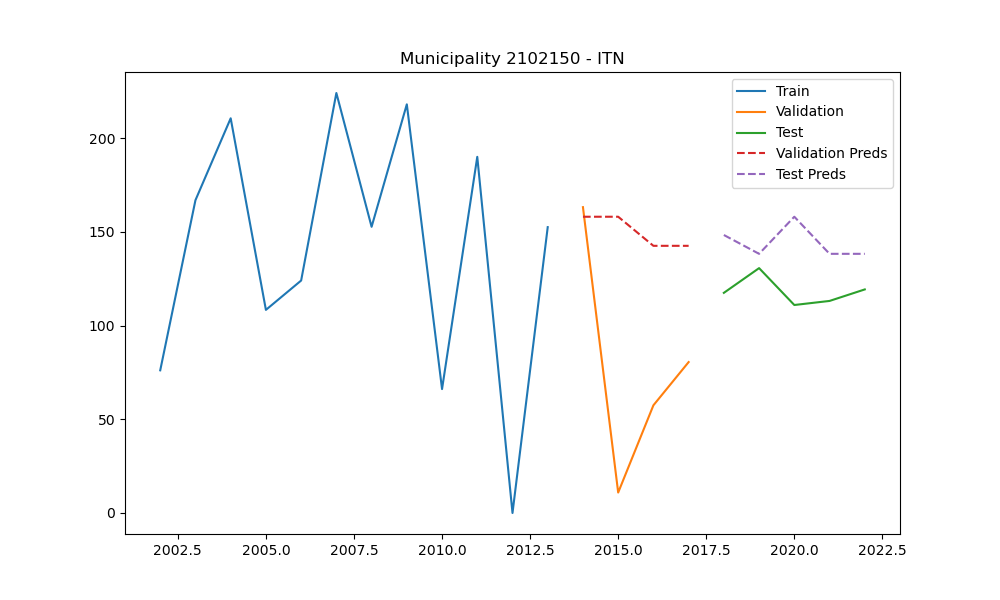 Municipality 2102150 - ITN
Train
Validation
Test
Validation Preds
Test Preds
200
150
100
50
0
2002.5 2005.0 2007.5 2010.0 2012.5 2015.0 2017.5 2020.0 2022.5